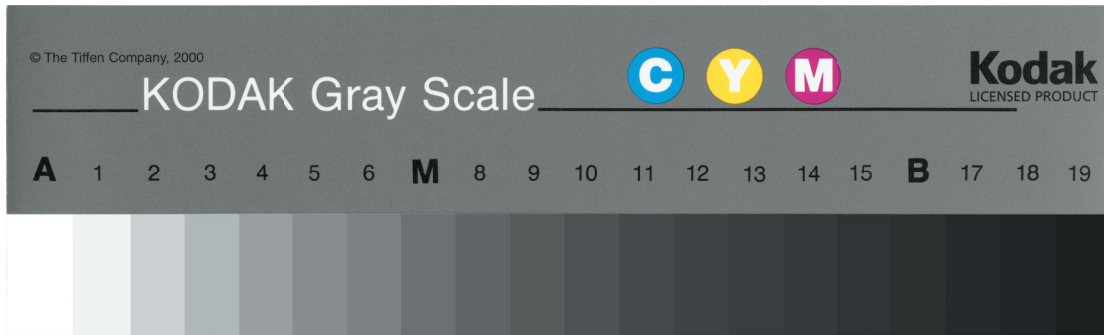 © The Tiffen Company, 2000
KODAK Gray Scale
C Y M
Kodak
LICENSED PRODUCT
A 1 2 3 4 5 6 M 8 9 10 11 12 13 14 15 B 17 18 19